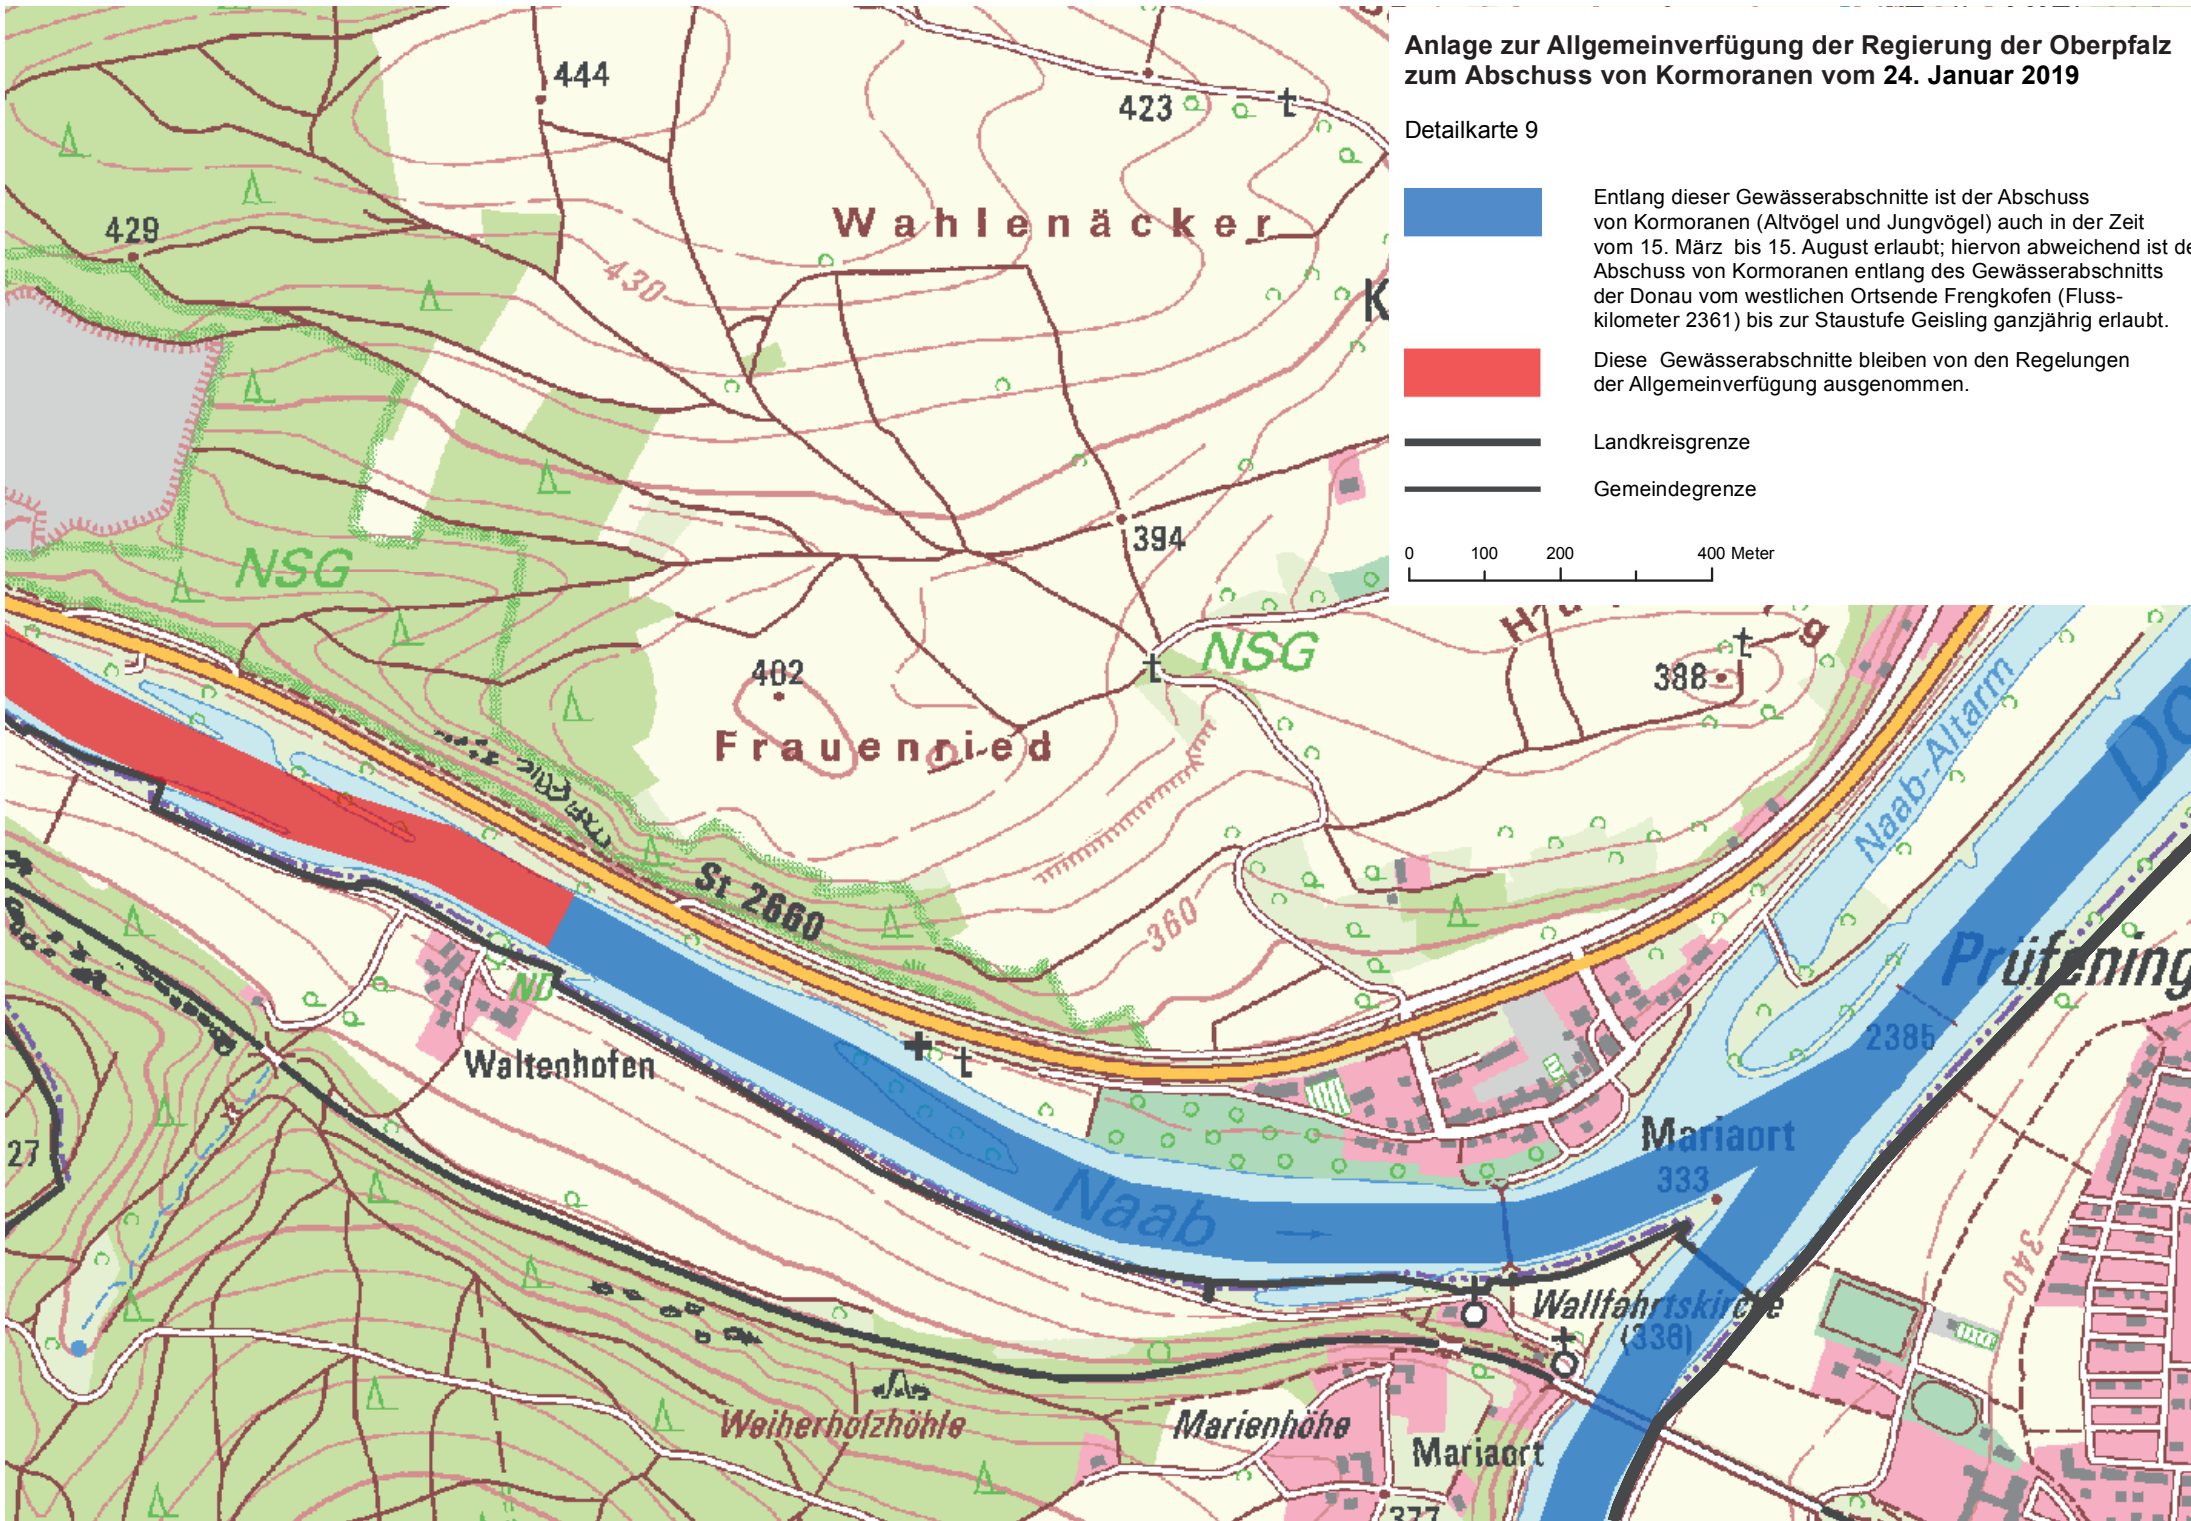 Anlage zur Allgemeinverfügung der Regierung der Oberpfalz
zum Abschuss von Kormoranen vom 24. Januar 2019
Detailkarte 9
Entlang dieser Gewässerabschnitte ist der Abschuss
von Kormoranen (Altvögel und Jungvögel) auch in der Zeit
vom 15. März bis 15. August erlaubt; hiervon abweichend ist de
Abschuss von Kormoranen entlang des Gewässerabschnitts
der Donau vom westlichen Ortsende Frengkofen (Fluss-
kilometer 2361) bis zur Staustufe Geisling ganzjährig erlaubt.
Diese Gewässerabschnitte bleiben von den Regelungen
der Allgemeinverfügung ausgenommen.
Landkreisgrenze
Gemeindegrenze
0 100 200 400 Meter
444
423
429
Wahlenäcker
430
K
394
NSG
NSG
402
388
Frauenried
Naab-Altarm
Do
St 2660
360
Prüfening
ND
2385
Waltenhofen
27
Mariaort
333
Naab
340
Wallfahrtskirche
(336)
Weiherholzhöhle
Marienhöhe
Mariaort
377